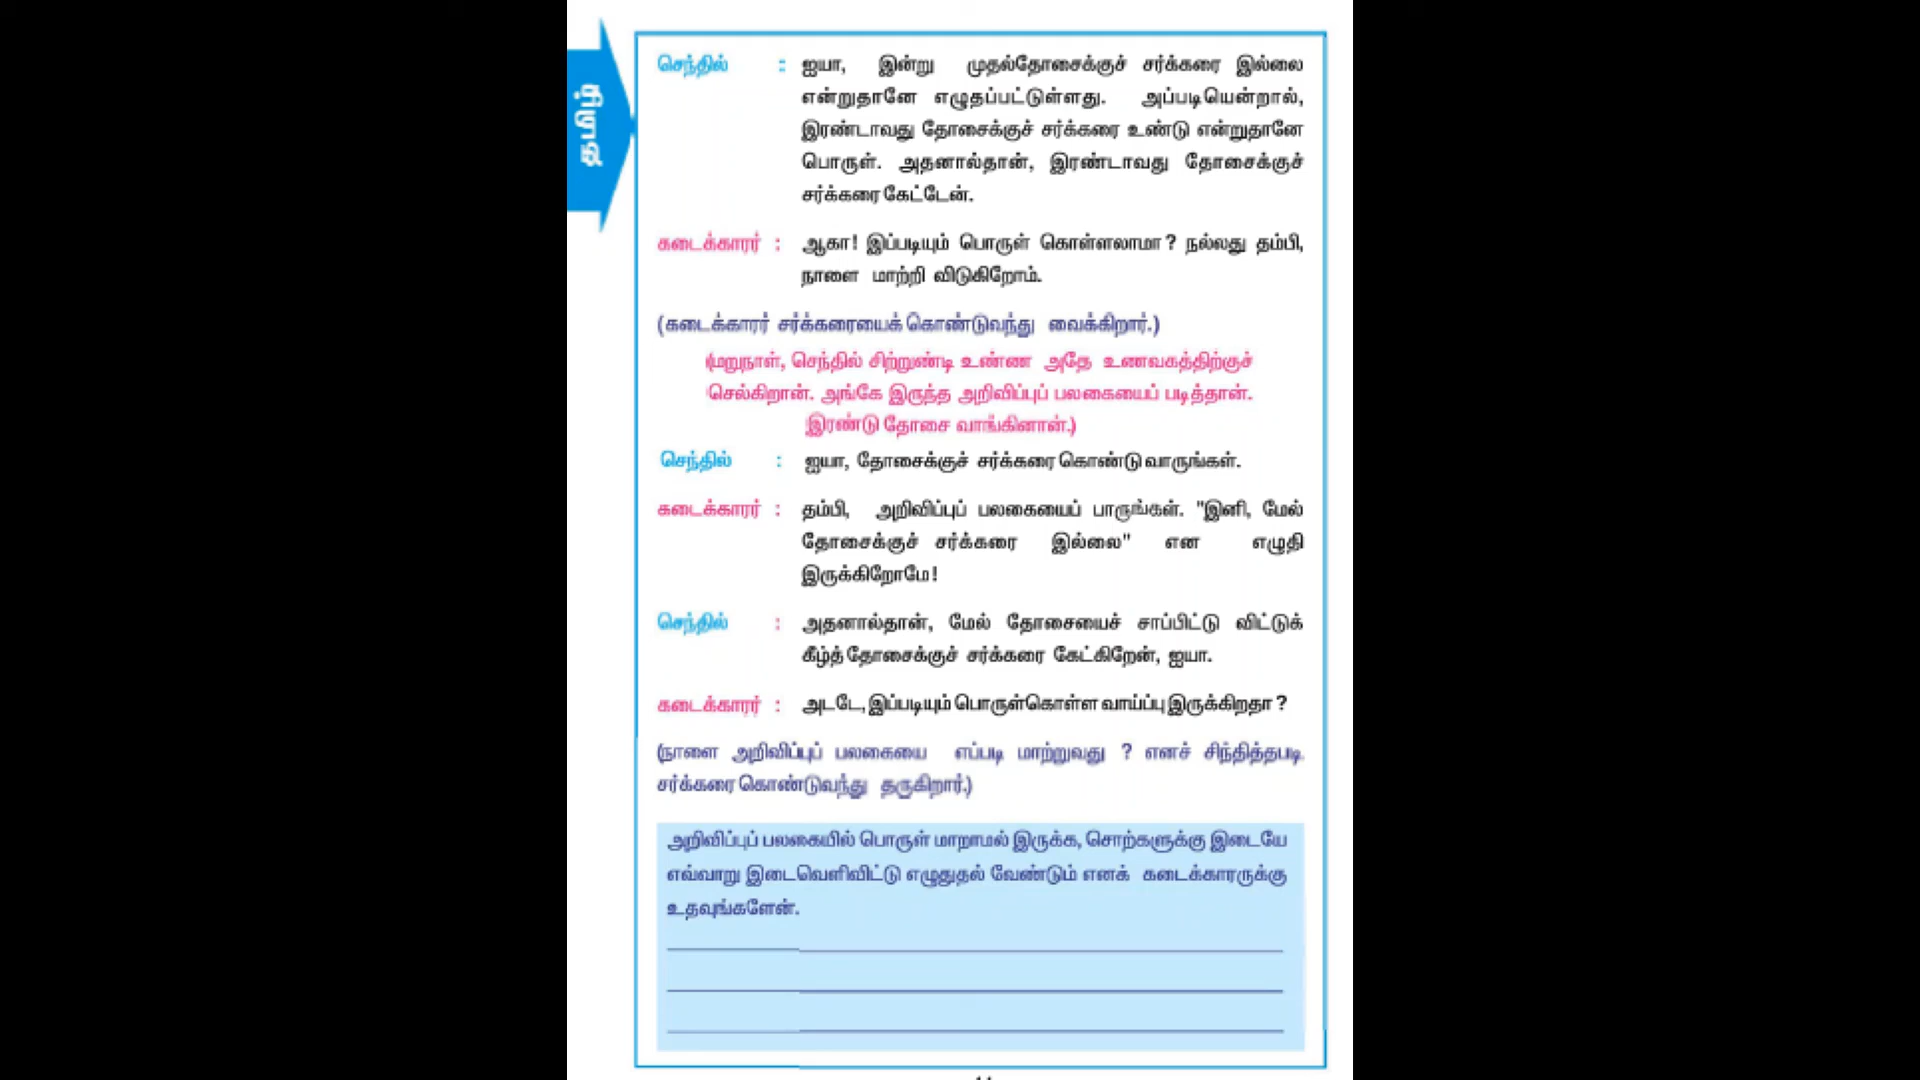 தமிழ்
செந்தில் : ஐயா, இன்று முதல்தோசைக்குச் சர்க்கரை இல்லை
என்றுதானே எழுதப்பட்டுள்ளது. அப்படியென்றால்,
இரண்டாவது தோசைக்குச் சர்க்கரை உண்டு என்றுதானே
பொருள். அதனால்தான், இரண்டாவது தோசைக்குச்
சர்க்கரை கேட்டேன்.
கடைக்காரர் : ஆகா! இப்படியும் பொருள் கொள்ளலாமா? நல்லது தம்பி,
நாளை மாற்றி விடுகிறோம்.
(கடைக்காரர் சர்க்கரையைக் கொண்டுவந்து வைக்கிறார்.)
(மறுநாள், செந்தில் சிற்றுண்டி உண்ண அதே உணவகத்திற்குச்
செல்கிறான். அங்கே இருந்த அறிவிப்புப் பலகையைப் படித்தான்.
இரண்டு தோசை வாங்கினான்.)
செந்தில் : ஐயா, தோசைக்குச் சர்க்கரை கொண்டு வாருங்கள்.
கடைக்காரர் : தம்பி, அறிவிப்புப் பலகையைப் பாருங்கள். "இனி, மேல்
தோசைக்குச் சர்க்கரை இல்லை" என எழுதி
இருக்கிறோமே!
செந்தில் : அதனால்தான், மேல் தோசையைச் சாப்பிட்டு விட்டுக்
கீழ்த் தோசைக்குச் சர்க்கரை கேட்கிறேன், ஐயா.
கடைக்காரர் : அடடே, இப்படியும் பொருள்கொள்ள வாய்ப்பு இருக்கிறதா?
(நாளை அறிவிப்புப் பலகையை எப்படி மாற்றுவது ? எனச் சிந்தித்தபடி
சர்க்கரை கொண்டுவந்து தருகிறார்.)
அறிவிப்புப் பலகையில் பொருள் மாறாமல் இருக்க, சொற்களுக்கு இடையே
எவ்வாறு இடைவெளிவிட்டு எழுதுதல் வேண்டும் எனக் கடைக்காரருக்கு
உதவுங்களேன்.